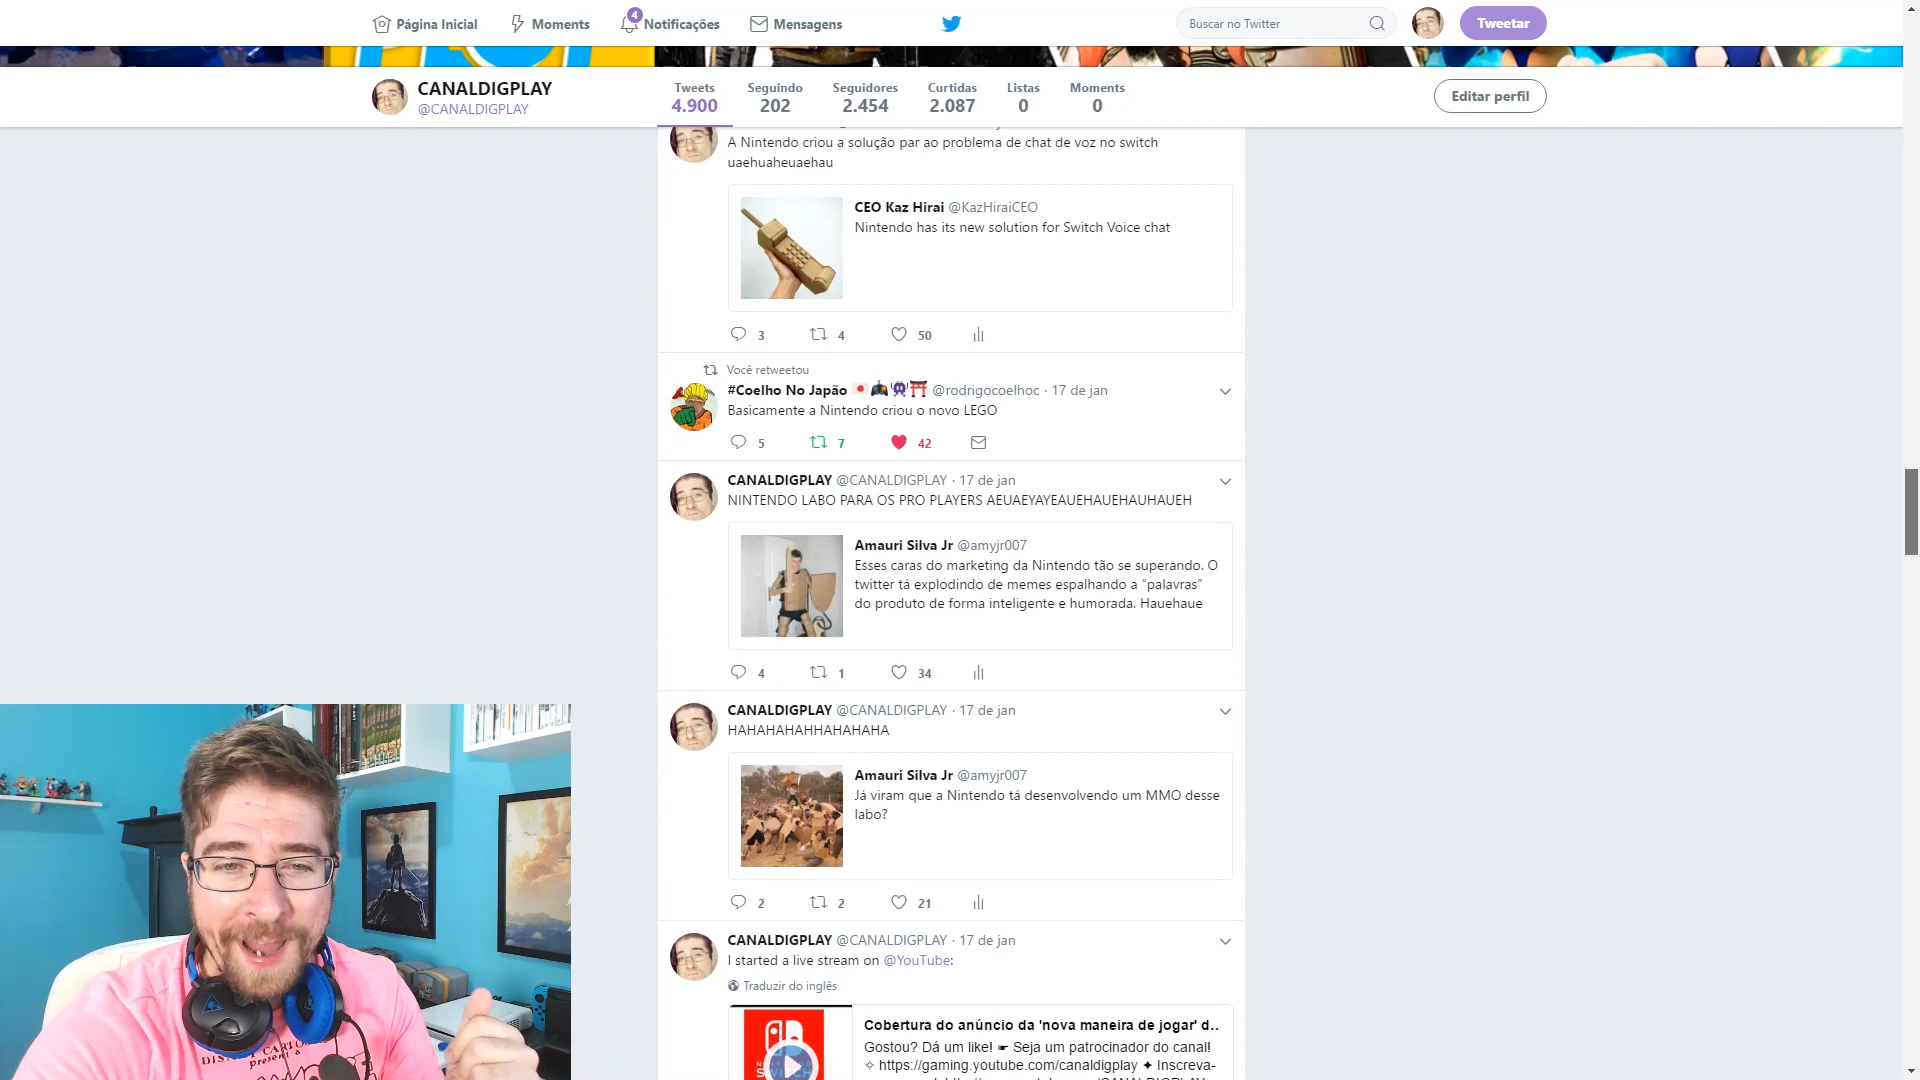 Página Inicial
Moments
4
Notificações
Mensagens
Buscar no Twitter
Tweetar
CANALDIGPLAY
@CANALDIGPLAY
Tweets
4.900
Seguindo
202
Seguidores
2.454
Curtidas
2.087
Listas
0
Moments
0
Editar perfil
A Nintendo criou a solução par ao problema de chat de voz no switch
uaehuaheuaehau
CEO Kaz Hirai @KazHiraiCEO
Nintendo has its new solution for Switch Voice chat
3 4 50
Você retweetou
#Coelho No Japão @rodrigocoelhoc · 17 de jan
Basicamente a Nintendo criou o novo LEGO
5 7 42
CANALDIGPLAY @CANALDIGPLAY · 17 de jan
NINTENDO LABO PARA OS PRO PLAYERS AEUAEYAYEAUEHAUEHAUHAUEH
Amauri Silva Jr @amyjr007
Esses caras do marketing da Nintendo tão se superando. O
twitter tá explodindo de memes espalhando a “palavras”
do produto de forma inteligente e humorada. Hauehaue
4 1 34
CANALDIGPLAY @CANALDIGPLAY · 17 de jan
HAHAHAHAHHAHAHAHA
Amauri Silva Jr @amyjr007
Já viram que a Nintendo tá desenvolvendo um MMO desse
labo?
2 2 21
CANALDIGPLAY @CANALDIGPLAY · 17 de jan
I started a live stream on @YouTube:
Traduzir do inglês
Cobertura do anúncio da 'nova maneira de jogar' d...
Gostou? Dá um like! ☛ Seja um patrocinador do canal!
✧ https://gaming.youtube.com/canaldigplay ✦ Inscreva-